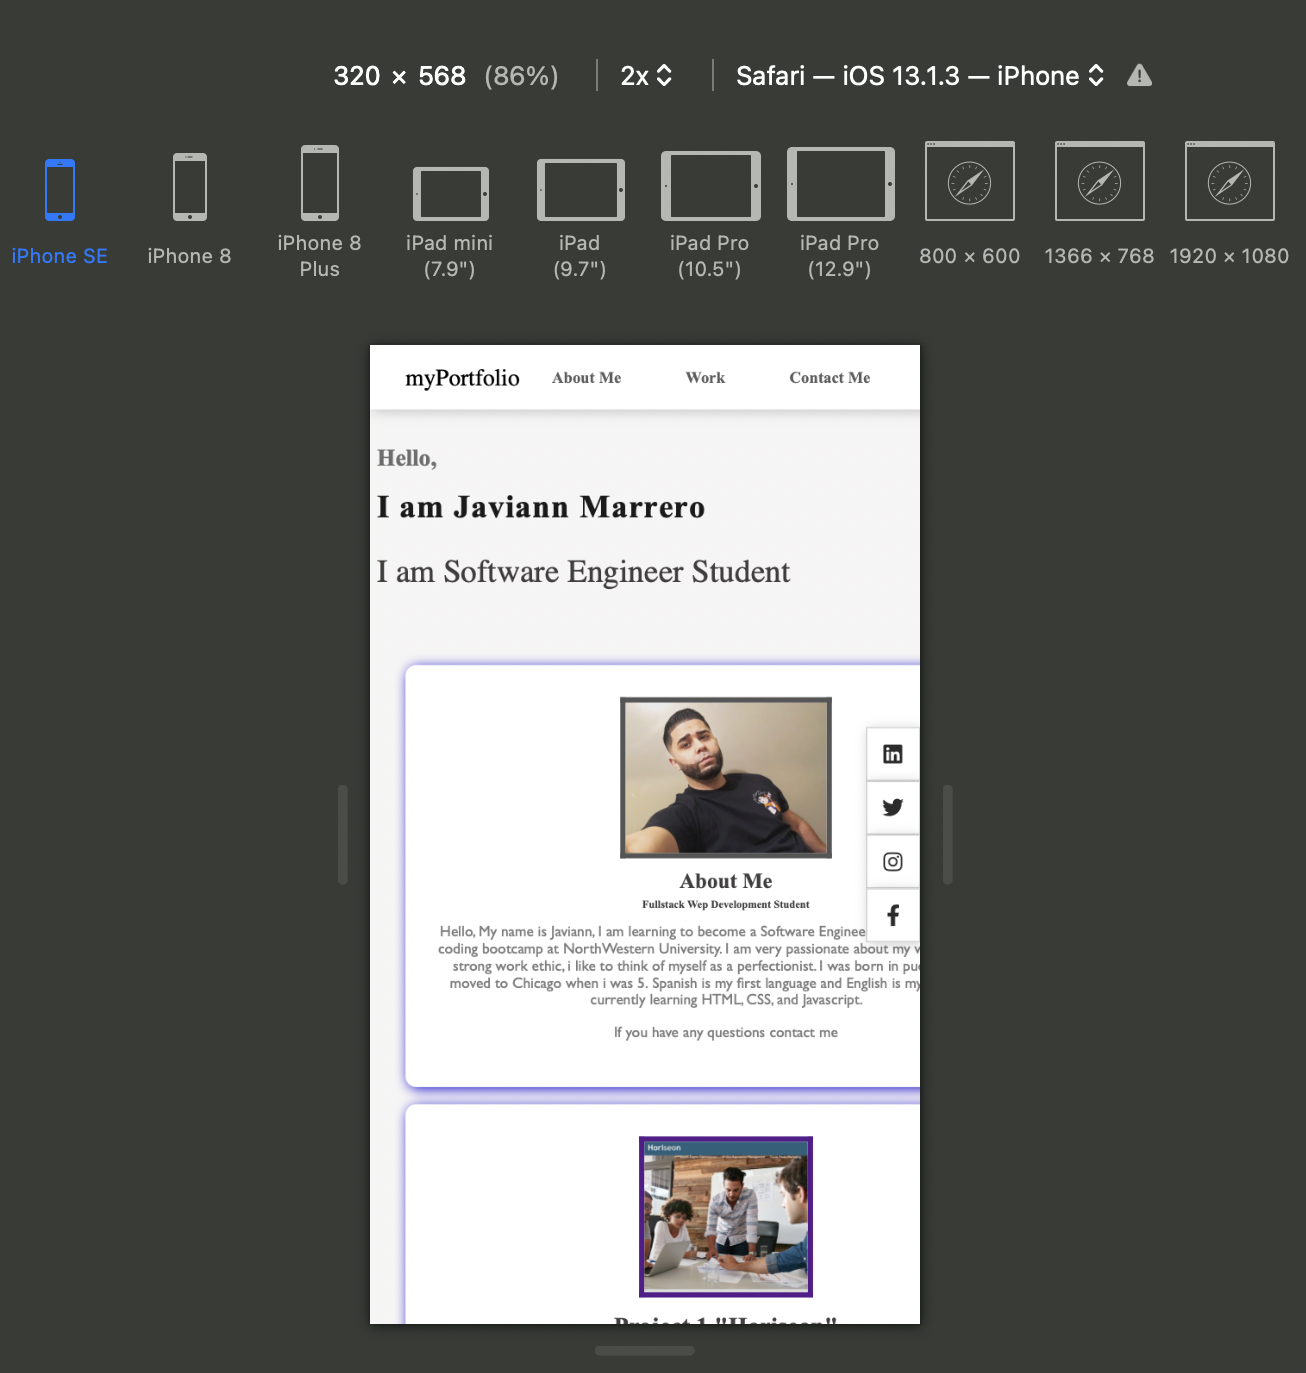 320 × 568 (86%) 2x Safari — iOS 13.1.3 — iPhone
iPhone SE
iPhone 8
iPhone 8
Plus
iPad mini
(7.9")
iPad
(9.7")
iPad Pro
(10.5")
iPad Pro
(12.9")
800 × 600
1366 × 768
1920 × 1080
myPortfolio About Me Work Contact Me
Hello,
I am Javiann Marrero
I am Software Engineer Student
About Me
Fullstack Wep Development Student
Hello, My name is Javiann, I am learning to become a Software Enginee
coding bootcamp at NorthWestern University. I am very passionate about my
strong work ethic, i like to think of myself as a perfectionist. I was born in
moved to Chicago when i was 5. Spanish is my first language and English is my
currently learning HTML, CSS, and Javascript.
If you have any questions contact me
Horiseon
Project 1 "Horiseon"